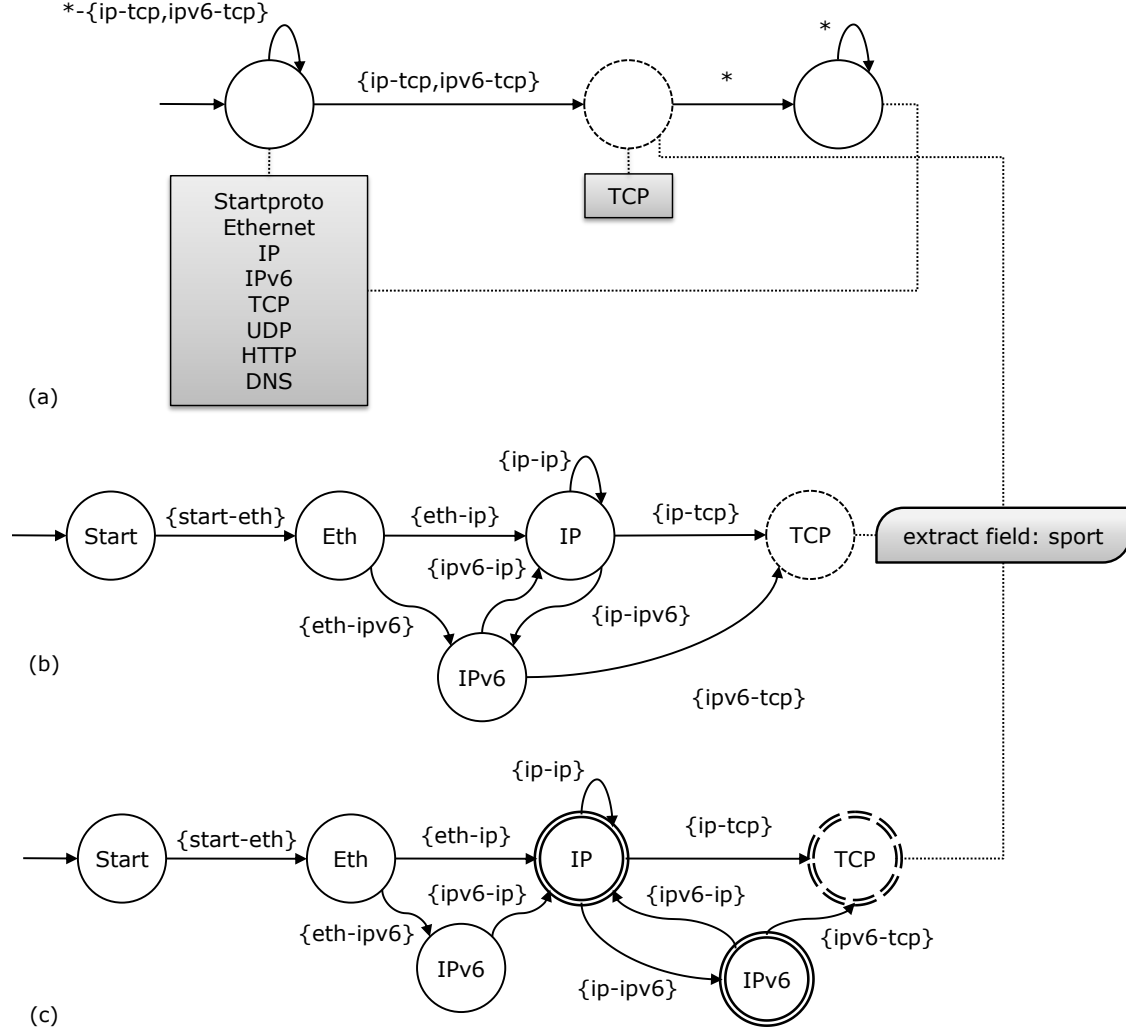 *-{ip-tcp,ipv6-tcp}
*
{ip-tcp,ipv6-tcp}
*
TCP
Startproto
Ethernet
IP
IPv6
TCP
UDP
HTTP
DNS
(a)
{ip-ip}
{start-eth}
{eth-ip}
{ip-tcp}
Start
Eth
IP
TCP
extract field: sport
{ipv6-ip}
{eth-ipv6}
{ip-ipv6}
IPv6
{ipv6-tcp}
(b)
{ip-ip}
{start-eth}
{eth-ip}
{ip-tcp}
Start
Eth
IP
TCP
{ipv6-ip}
{ipv6-ip}
{eth-ipv6}
{ipv6-tcp}
IPv6
{ip-ipv6}
IPv6
(c)